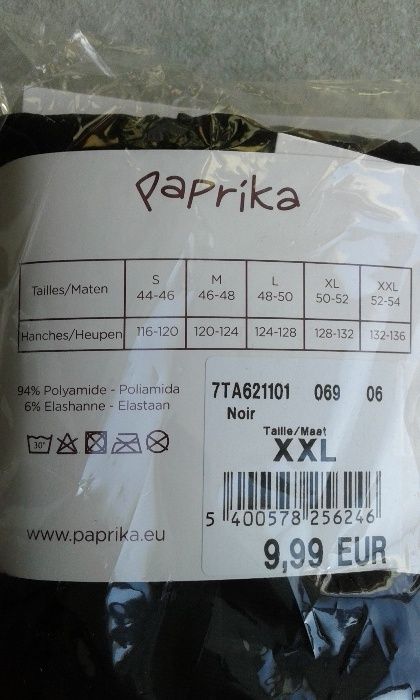 Paprika
Tailles/Maten S 44-46 M 46-48 L 48-50 XL 50-52 XXL 52-54
Hanches/Heupen 116-120 120-124 124-128 128-132 132-136
94% Polyamide - Poliamida
6% Elashanne - Elastaan
30°
www.paprika.eu
7TA621101 069 06
Noir
Taille/Maat
XXL
5 400578 256246
9,99 EUR